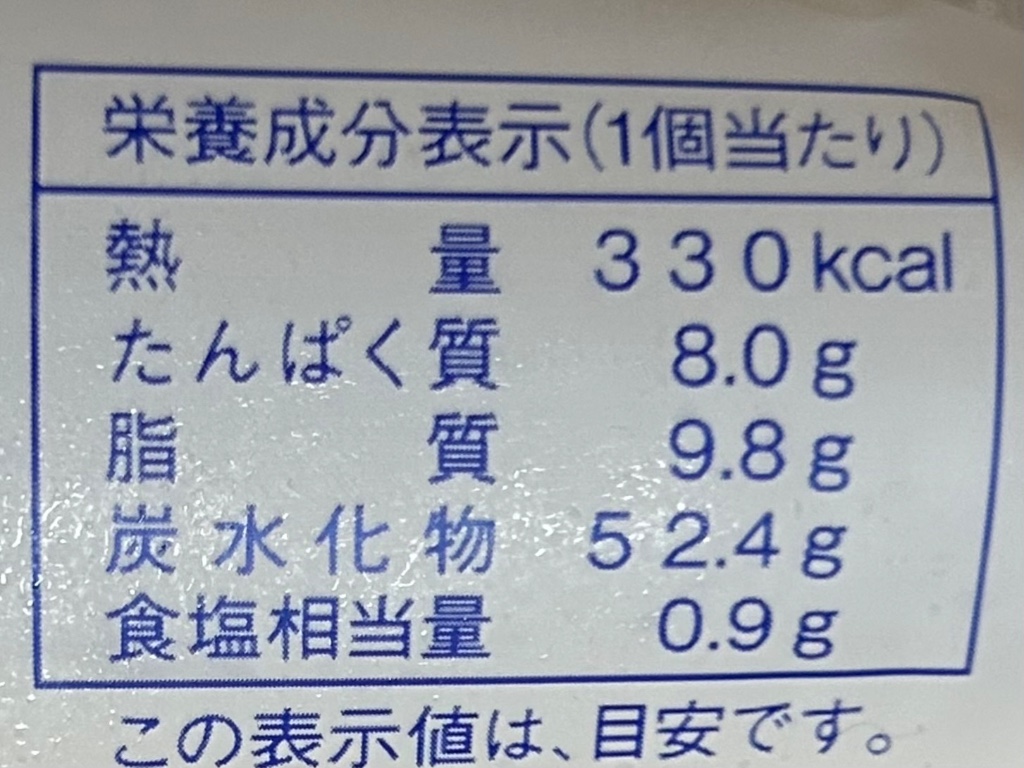 栄養成分表示(1個当たり)
熱量 330kcal
たんぱく質 8.0g
脂質 9.8g
炭水化物 52.4g
食塩相当量 0.9g
この表示値は、目安です。